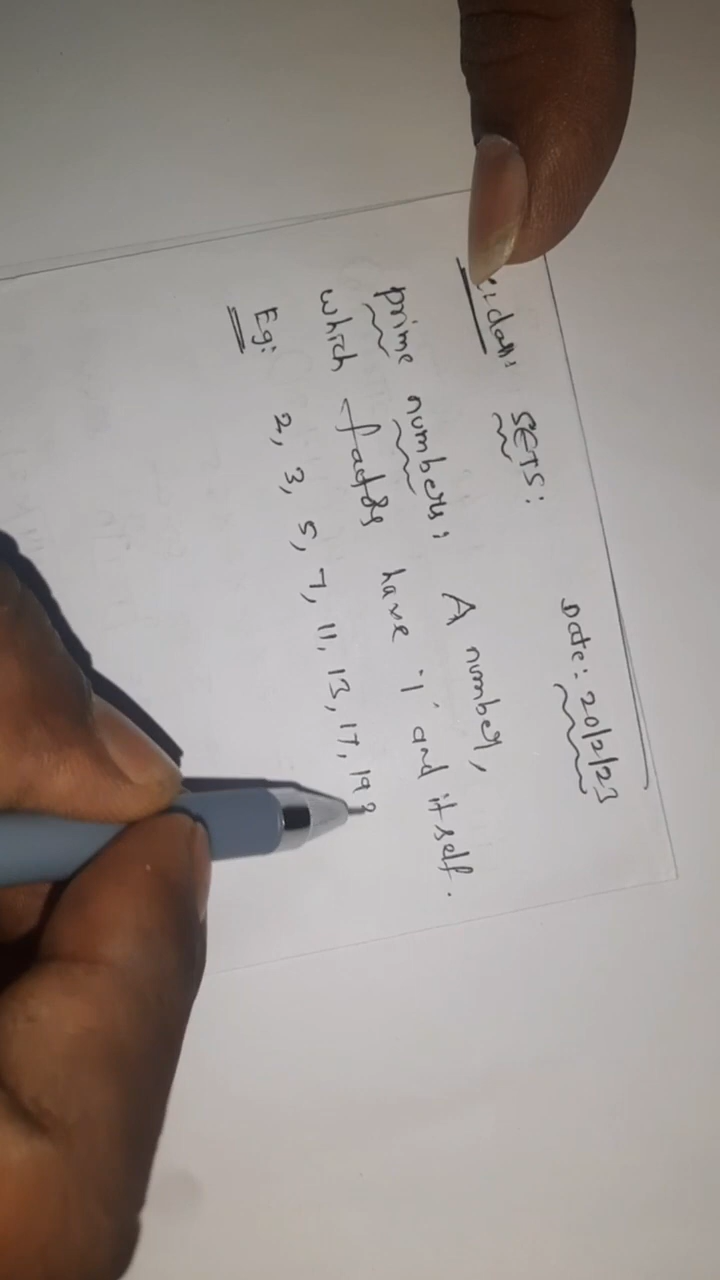 Date: 20/2/23
SETS:
prime numbers: A number,
which factors have '1' and itself.
Eg: 2, 3, 5, 7, 11, 13, 17, 19